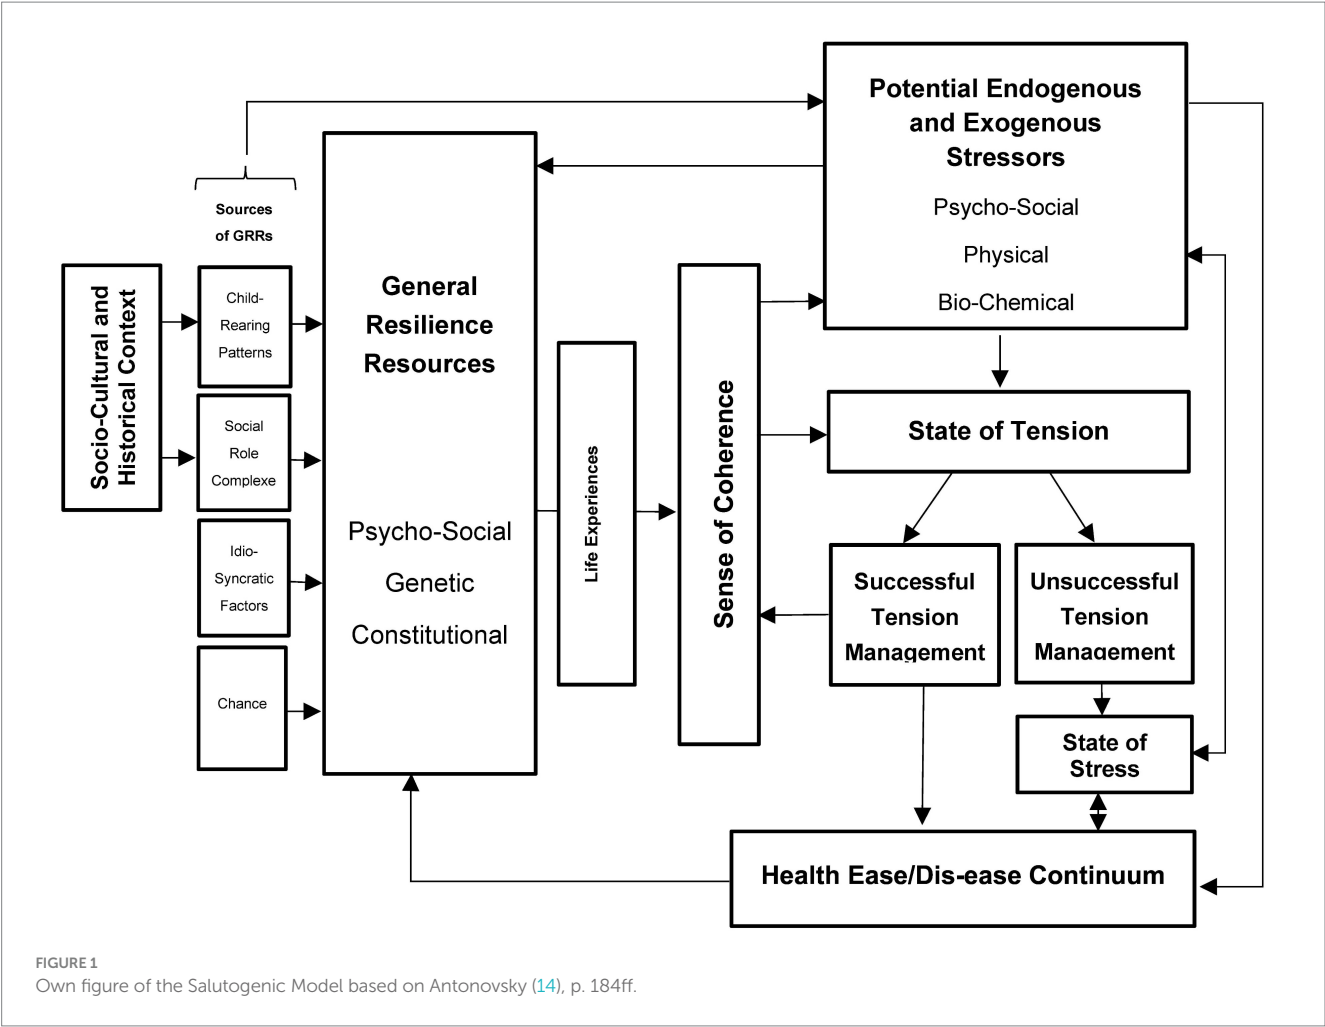 Potential Endogenous
and Exogenous
Stressors
Psycho-Social
Physical
Bio-Chemical
Sources
of GRRs
Socio-Cultural and
Historical Context
Child-
Rearing
Patterns
Social
Role
Complexe
Idio-
Syncratic
Factors
Chance
General
Resilience
Resources
Psycho-Social
Genetic
Constitutional
Life Experiences
Sense of Coherence
State of Tension
Successful
Tension
Management
Unsuccessful
Tension
Management
State of
Stress
Health Ease/Dis-ease Continuum
FIGURE 1
Own figure of the Salutogenic Model based on Antonovsky (14), p. 184ff.